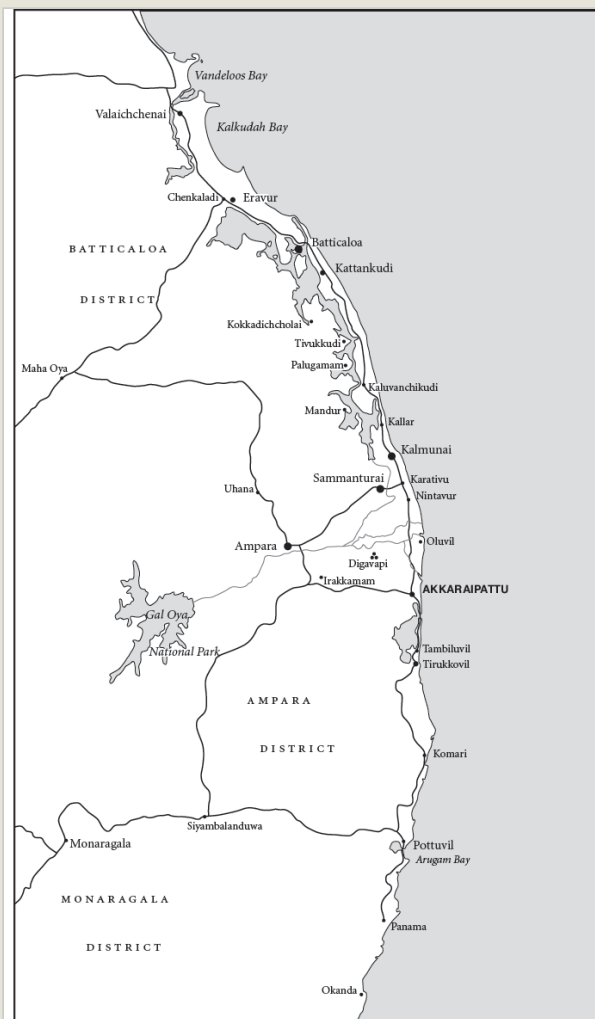 Vandeloos Bay
Valaichchenai
Kalkudah Bay
Chenkaladi
Eravur
Batticaloa
BATTICALOA
Kattankudi
DISTRICT
Kokkadichcholai
Tivukkudi
Palugamam
Maha Oya
Kaluvanchikudi
Mandur
Kallar
Kalmunai
Sammanturai
Karativu
Uhana
Nintavur
Oluvil
Ampara
Digavapi
Irakkamam
AKKARAIPATTU
Gal Oya
National Park
Tambiluvil
Tirukkovil
AMPARA
DISTRICT
Komari
Siyambalanduwa
Monaragala
Pottuvil
Arugam Bay
MONARAGALA
Panama
DISTRICT
Okanda